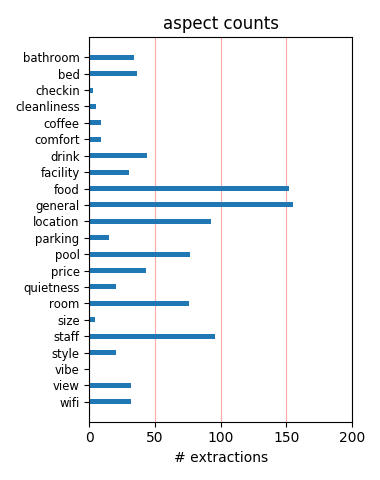 aspect counts
bathroom
bed
checkin
cleanliness
coffee
comfort
drink
facility
food
general
location
parking
pool
price
quietness
room
size
staff
style
vibe
view
wifi
0 50 100 150 200
# extractions